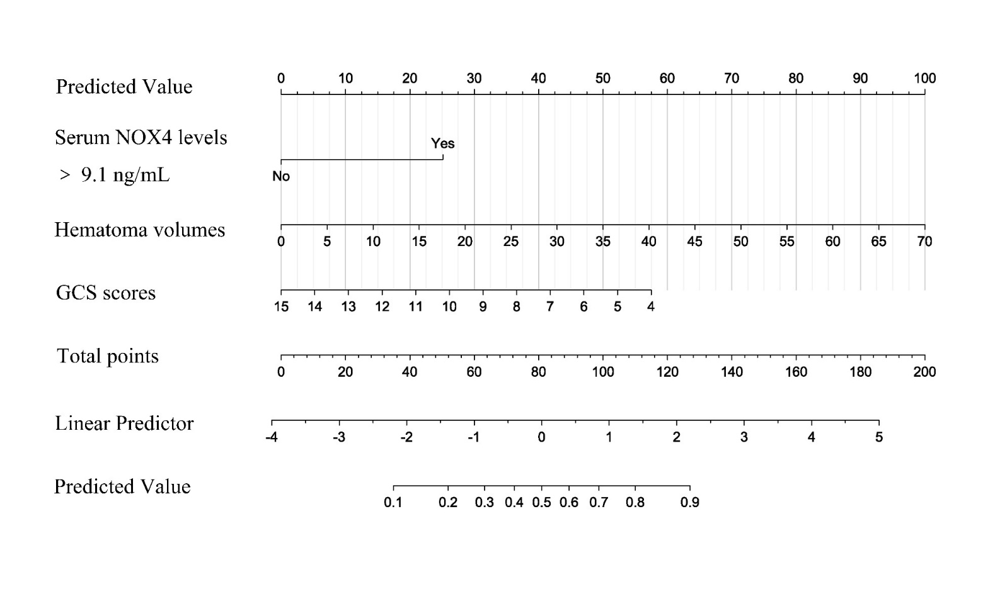 Predicted Value
0 10 20 30 40 50 60 70 80 90 100
Serum NOX4 levels
> 9.1 ng/mL
Yes
No
Hematoma volumes
0 5 10 15 20 25 30 35 40 45 50 55 60 65 70
GCS scores
15 14 13 12 11 10 9 8 7 6 5 4
Total points
0 20 40 60 80 100 120 140 160 180 200
Linear Predictor
-4 -3 -2 -1 0 1 2 3 4 5
Predicted Value
0.1 0.2 0.3 0.4 0.5 0.6 0.7 0.8 0.9